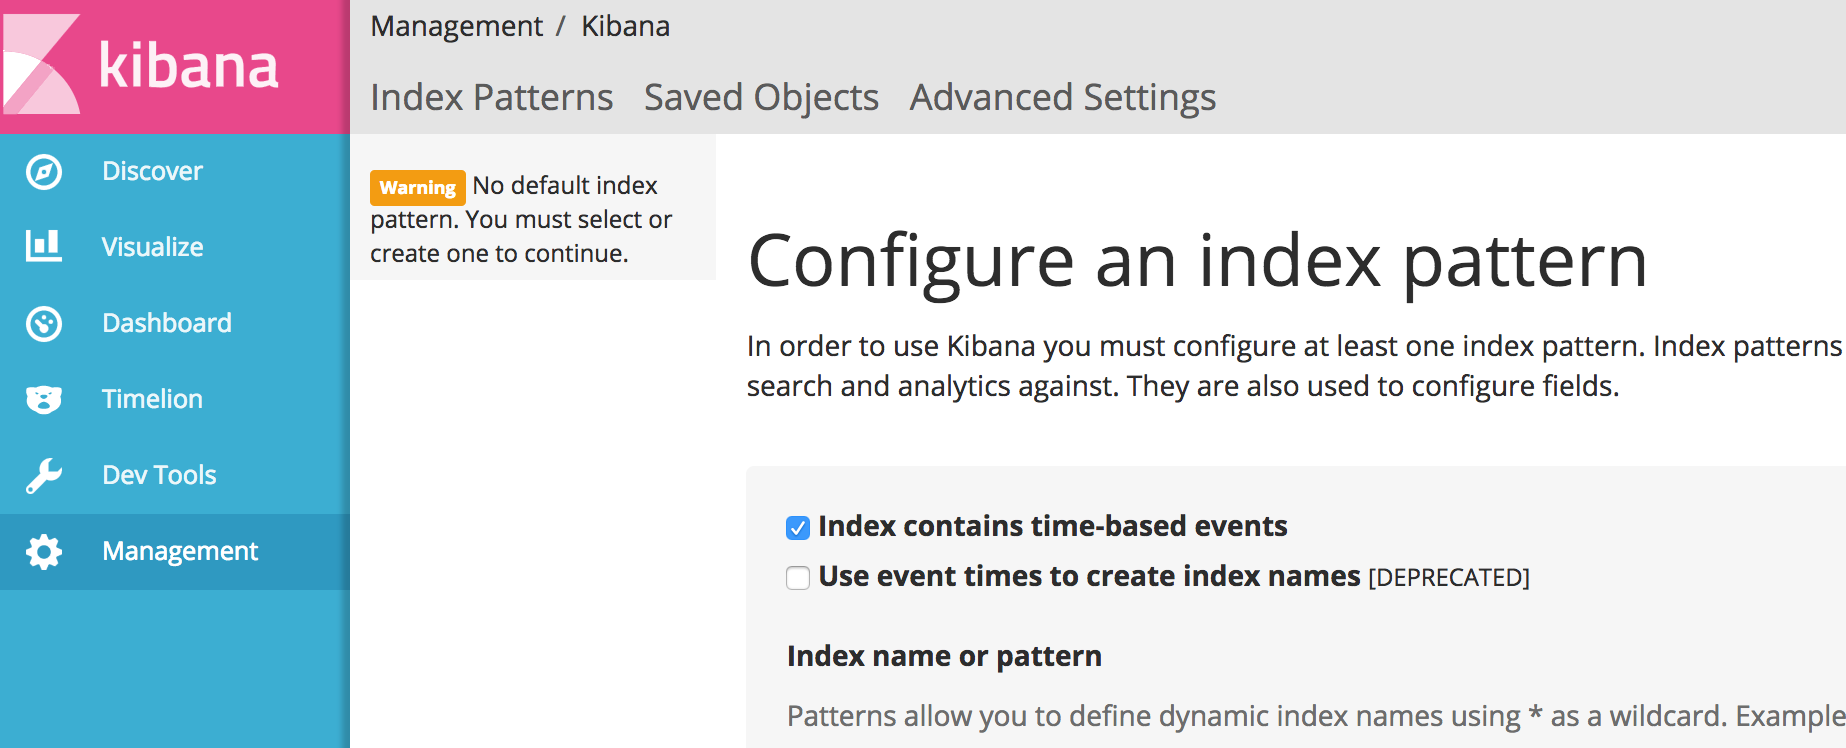 kibana
Discover
Visualize
Dashboard
Timelion
Dev Tools
Management
Management / Kibana
Index Patterns Saved Objects Advanced Settings
Warning No default index
pattern. You must select or
create one to continue.
Configure an index pattern
In order to use Kibana you must configure at least one index pattern. Index patterns
search and analytics against. They are also used to configure fields.
Index contains time-based events
Use event times to create index names [DEPRECATED]
Index name or pattern
Patterns allow you to define dynamic index names using * as a wildcard. Example